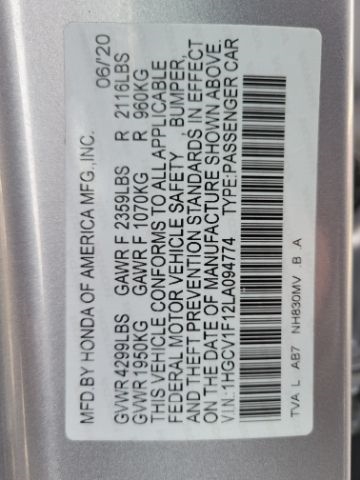 MFD.BY HONDA OF AMERICA MFG.,INC. 06/20
GVWR 4299LBS GAWR F 2359LBS R 2116LBS
GVWR 1950KG GAWR F 1070KG R 960KG
THIS VEHICLE CONFORMS TO ALL APPLICABLE
FEDERAL MOTOR VEHICLE SAFETY , BUMPER,
AND THEFT PREVENTION STANDARDS IN EFFECT
ON THE DATE OF MANUFACTURE SHOWN ABOVE.
V.I.N.:1HGCV1F12LA094774 TYPE:PASSENGER CAR
TVA L AB7 NH830MV .B .A